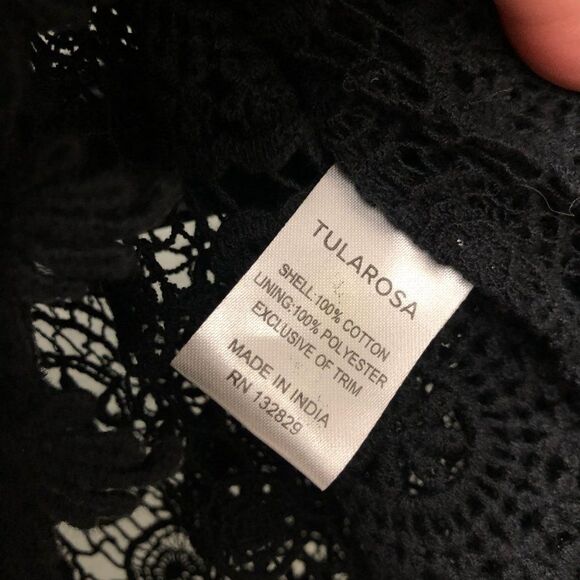 TULAROSA
SHELL:100% COTTON
LINING:100% POLYESTER
EXCLUSIVE OF TRIM
MADE IN INDIA
RN 132829